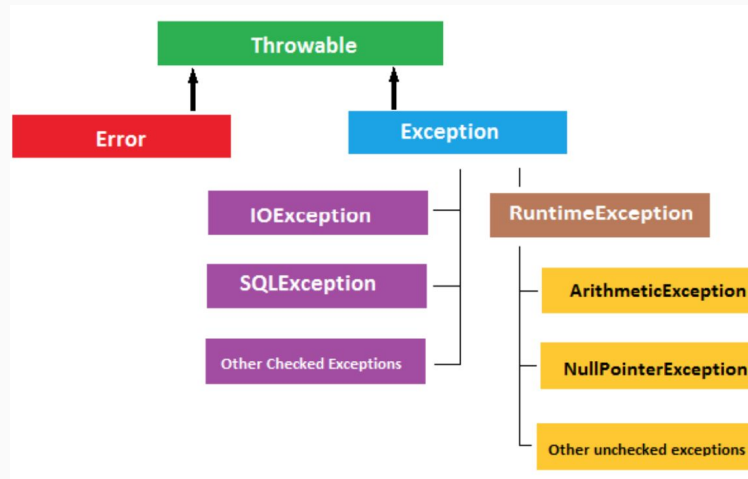 Throwable
Error
Exception
IOException
RuntimeException
SQLException
ArithmeticException
Other Checked Exceptions
NullPointerException
Other unchecked exceptions